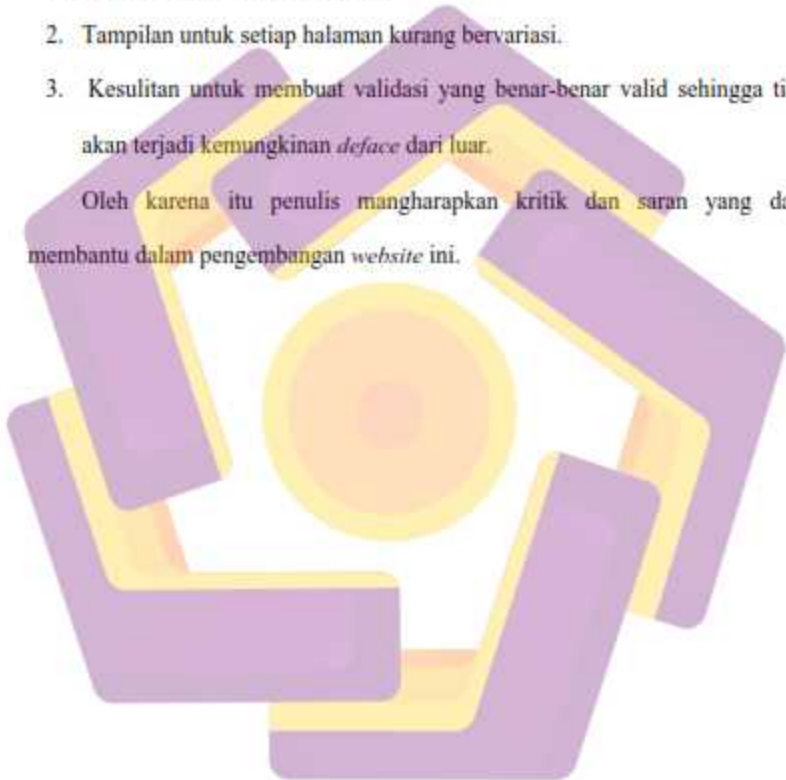 2. Tampilan untuk setiap halaman kurang bervariasi.
3. Kesulitan untuk membuat validasi yang benar-benar valid sehingga
akan terjadi kemungkinan deface dari luar.
Oleh karena itu penulis mangharapkan kritik dan saran yang
membantu dalam pengembangan website ini.